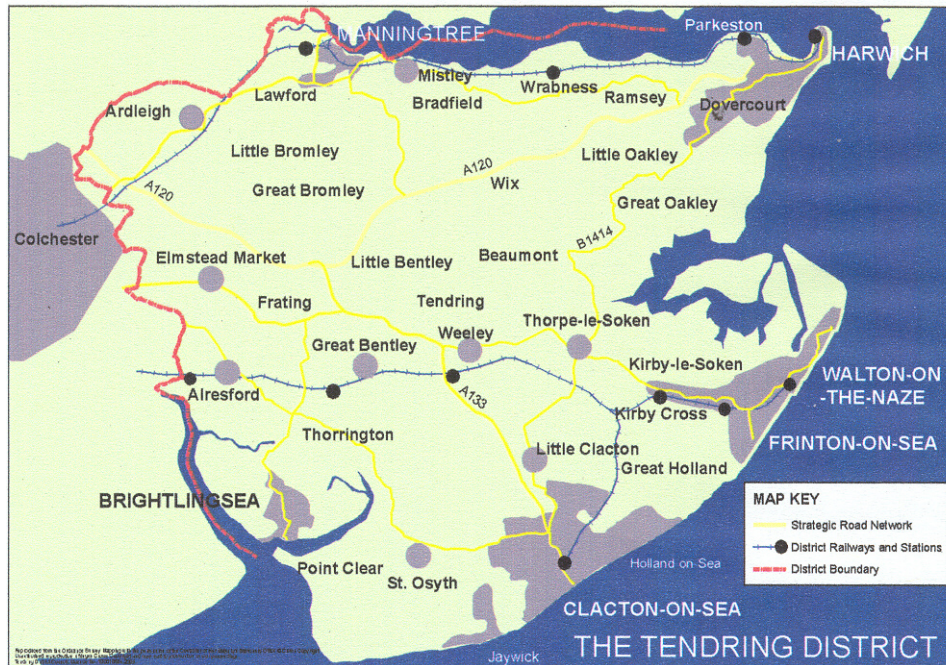 MANNINGTREE
Parkeston
HARWICH
Mistley
Wrabness
Lawford
Bradfield
Ramsey
Dovercourt
Ardleigh
Little Bromley
A120
Little Oakley
Great Bromley
Wix
A120
Great Oakley
Colchester
B1414
Elmstead Market
Little Bentley
Beaumont
Frating
Tendring
Thorpe-le-Soken
Weeley
Great Bentley
Kirby-le-Soken
WALTON-ON
-THE-NAZE
Alresford
A133
Kirby Cross
Thorrington
FRINTON-ON-SEA
Little Clacton
Great Holland
BRIGHTLINGSEA
MAP KEY
Strategic Road Network
District Railways and Stations
District Boundary
Holland-on-Sea
Point Clear
St. Osyth
CLACTON-ON-SEA
THE TENDRING DISTRICT
Jaywick